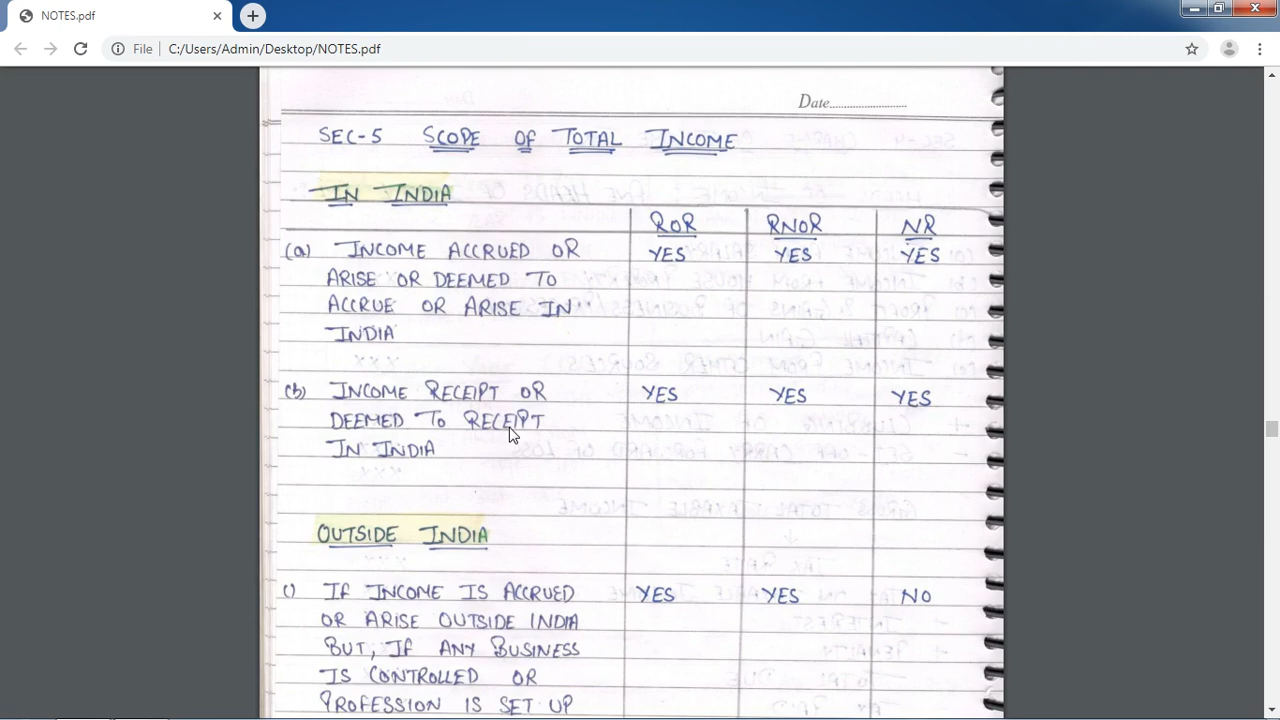 NOTES.pdf
File
C:/Users/Admin/Desktop/NOTES.pdf
Date........................
SEC-5 SCOPE OF TOTAL INCOME
IN INDIA
ROR RNOR NR
(a) INCOME ACCRUED OR YES YES YES
ARISE OR DEEMED TO
ACCRUE OR ARISE IN
INDIA
(b) INCOME RECEIPT OR YES YES YES
DEEMED TO RECEIPT
IN INDIA
OUTSIDE INDIA
(1) IF INCOME IS ACCRUED YES YES NO
OR ARISE OUTSIDE INDIA
BUT, IF ANY BUSINESS
IS CONTROLLED OR
PROFESSION IS SET UP